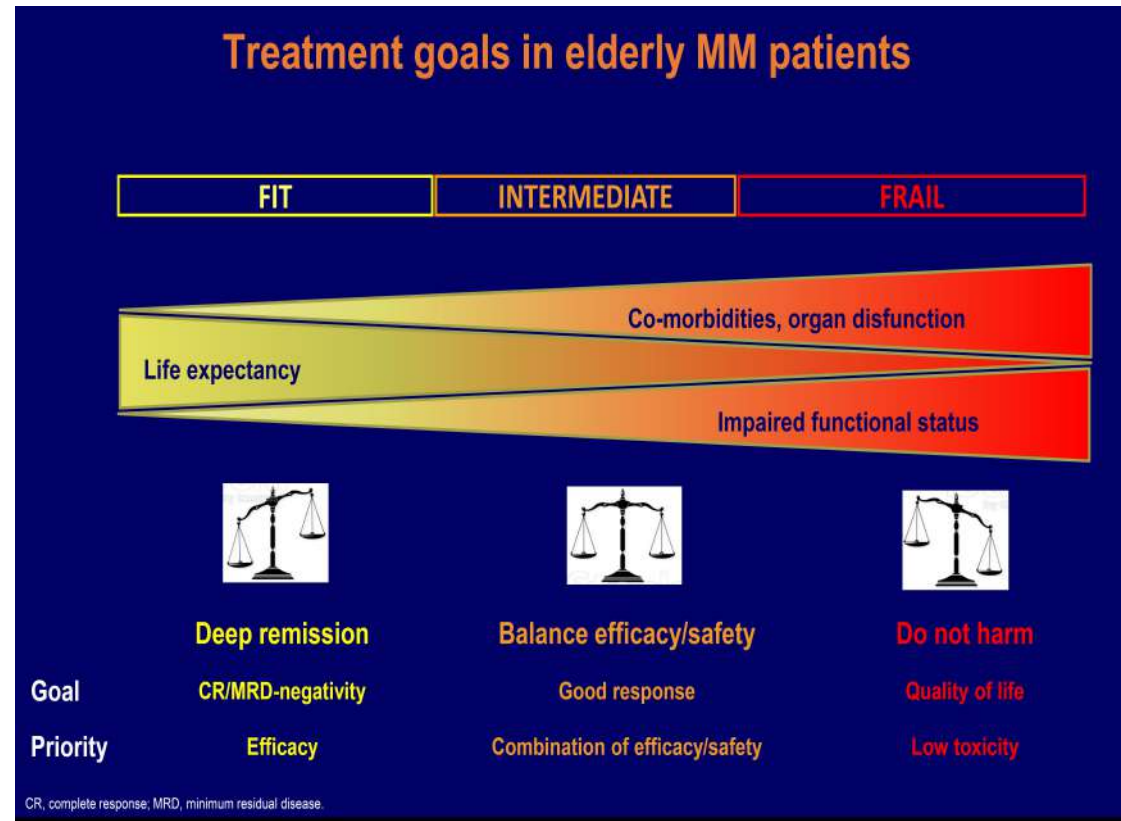 Treatment goals in elderly MM patients
FIT INTERMEDIATE FRAIL
Co-morbidities, organ disfunction
Life expectancy
Impaired functional status
Deep remission Balance efficacy/safety Do not harm
Goal CR/MRD-negativity Good response Quality of life
Priority Efficacy Combination of efficacy/safety Low toxicity
CR, complete response; MRD, minimum residual disease.